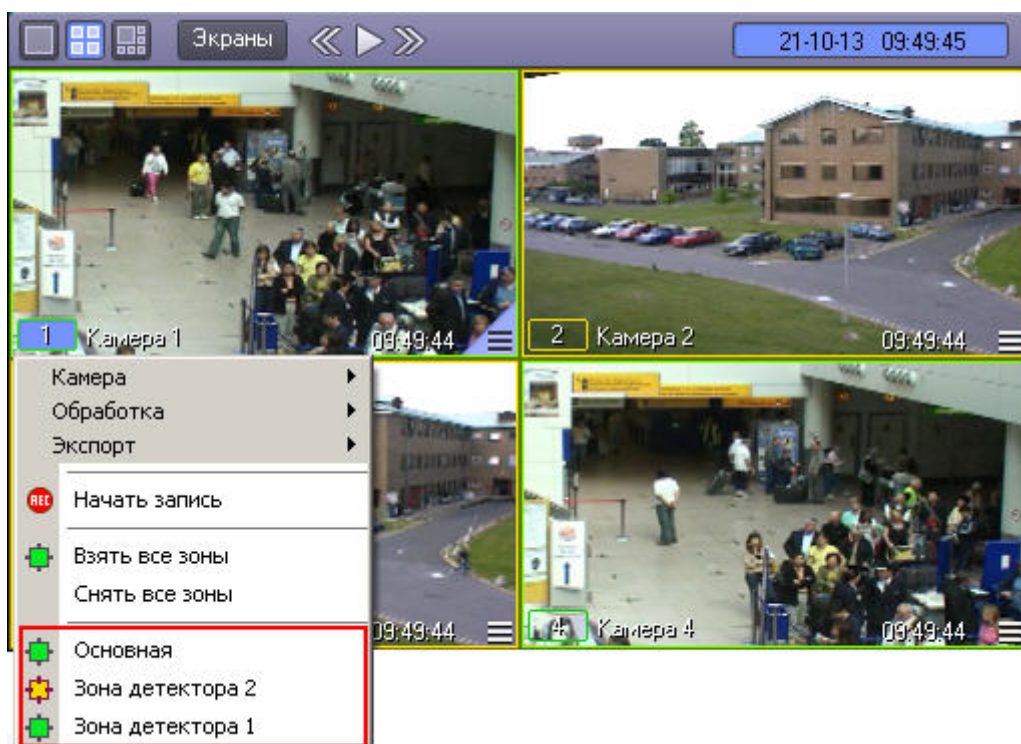 Экраны
21-10-13 09:49:45
1 Камера 1 09:49:44
2 Камера 2 09:49:44
Камера
Обработка
Экспорт
REC Начать запись
Взять все зоны
Снять все зоны
09:49:44
4 Камера 4 09:49:44
Основная
Зона детектора 2
Зона детектора 1